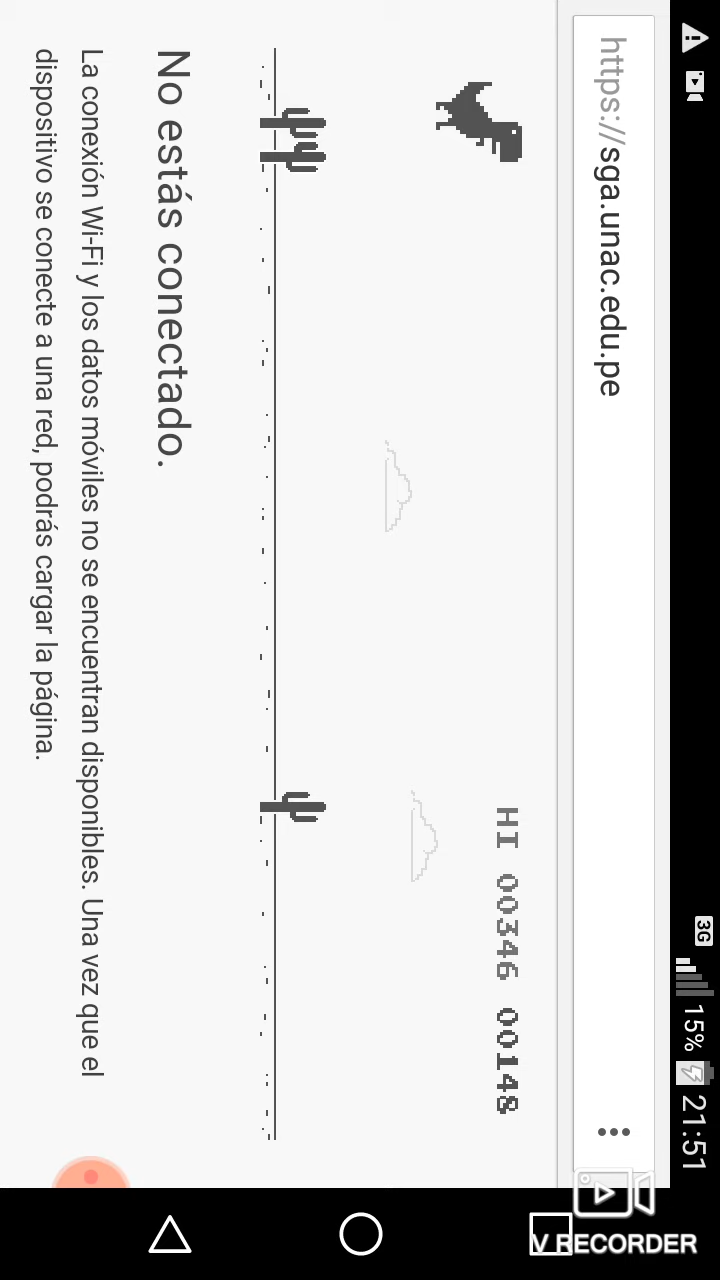 3G 15% 21:51
https://sga.unac.edu.pe
HI 00346 00148
No estás conectado.
La conexión Wi-Fi y los datos móviles no se encuentran disponibles. Una vez que el
dispositivo se conecte a una red, podrás cargar la página.
V RECORDER